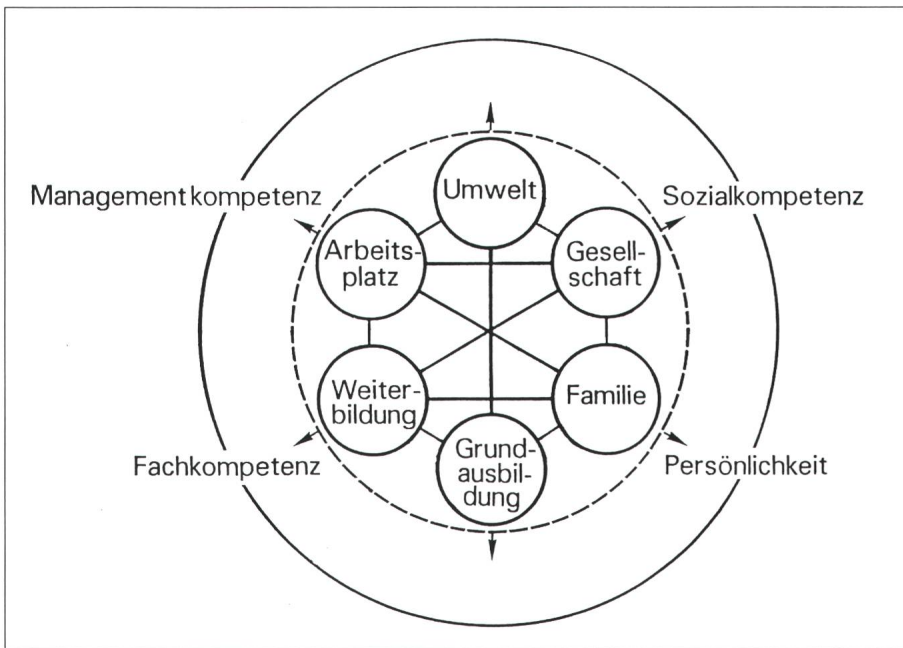 Umwelt
Managementkompetenz
Sozialkompetenz
Arbeits-
platz
Gesell-
schaft
Weiter-
bildung
Familie
Grund-
ausbil-
dung
Fachkompetenz
Persönlichkeit